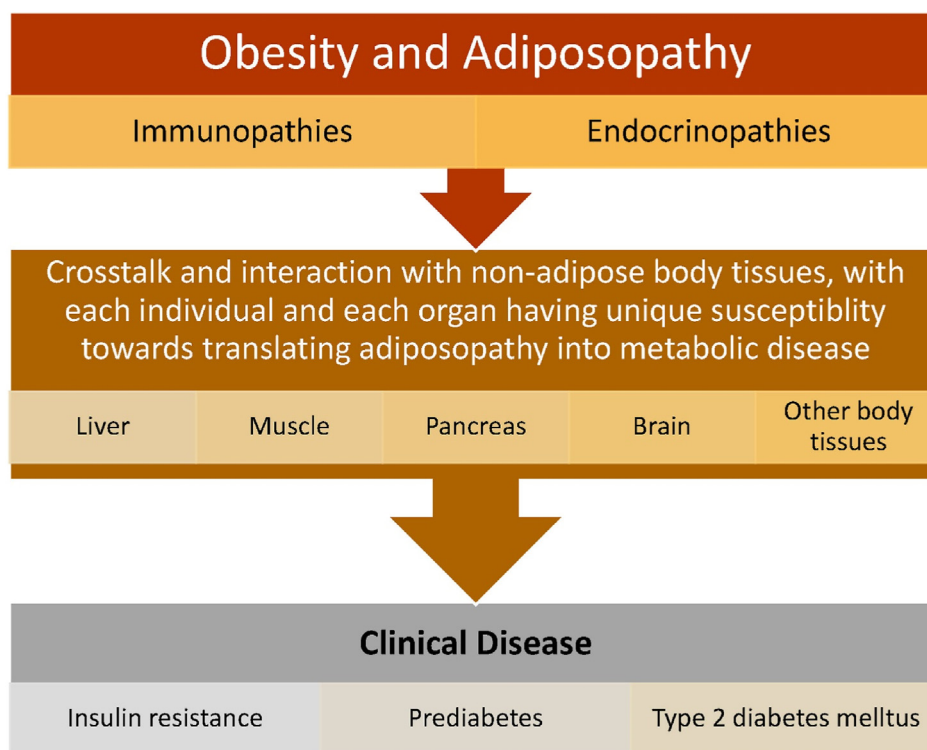 Obesity and Adiposopathy
Immunopathies
Endocrinopathies
Crosstalk and interaction with non-adipose body tissues, with
each individual and each organ having unique susceptiblity
towards translating adiposopathy into metabolic disease
Liver
Muscle
Pancreas
Brain
Other body
tissues
Clinical Disease
Insulin resistance
Prediabetes
Type 2 diabetes melltus